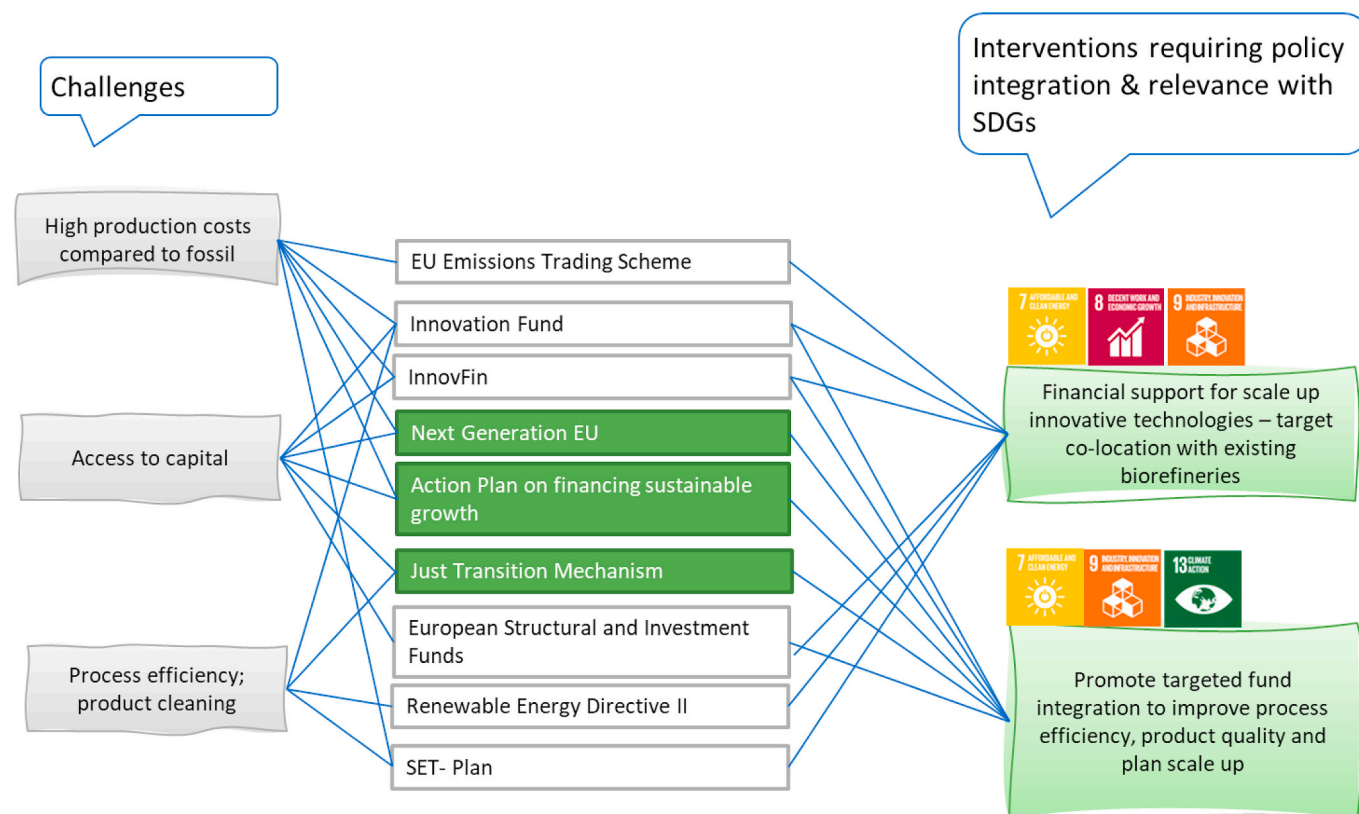 Challenges
Interventions requiring policy
integration & relevance with
SDGs
High production costs
compared to fossil
Access to capital
Process efficiency;
product cleaning
EU Emissions Trading Scheme
Innovation Fund
InnovFin
Next Generation EU
Action Plan on financing sustainable
growth
Just Transition Mechanism
European Structural and Investment
Funds
Renewable Energy Directive II
SET- Plan
7 AFFORDABLE AND
CLEAN ENERGY
8 DECENT WORK AND
ECONOMIC GROWTH
9 INDUSTRY, INNOVATION
AND INFRASTRUCTURE
Financial support for scale up
innovative technologies – target
co-location with existing
biorefineries
7 AFFORDABLE AND
CLEAN ENERGY
9 INDUSTRY, INNOVATION
AND INFRASTRUCTURE
13 CLIMATE
ACTION
Promote targeted fund
integration to improve process
efficiency, product quality and
plan scale up